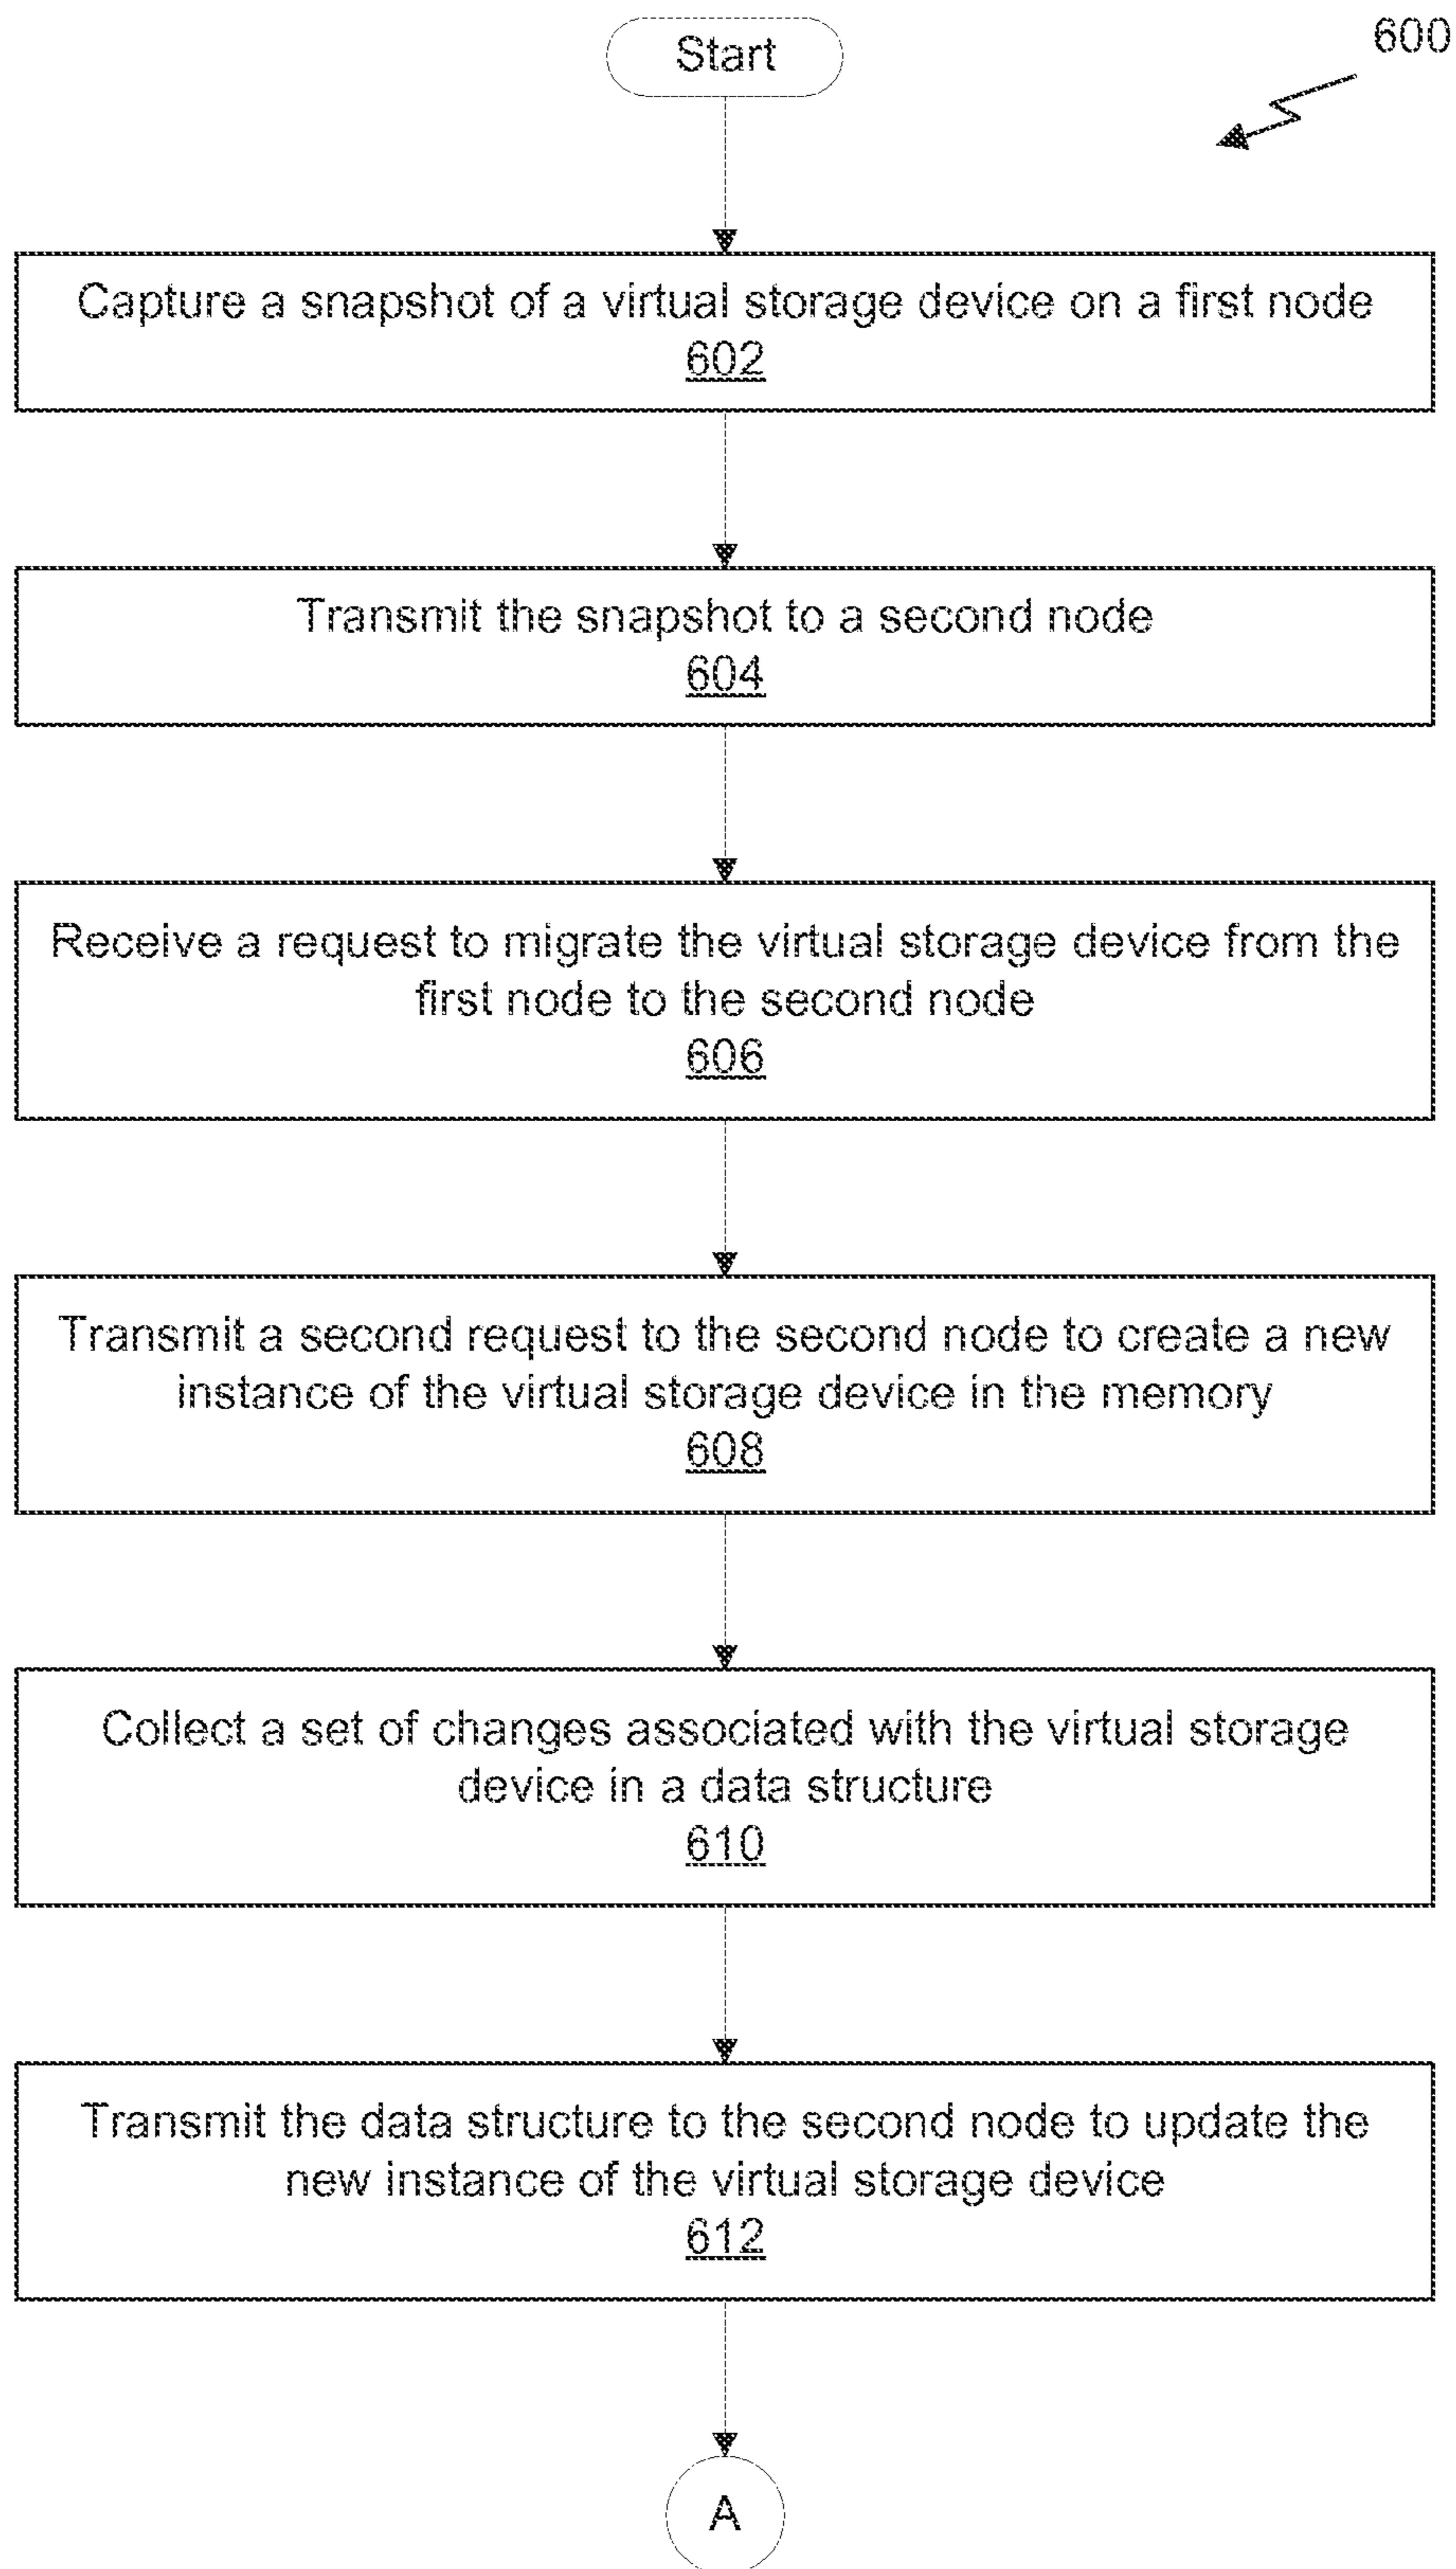 Start
600
Capture a snapshot of a virtual storage device on a first node
602
Transmit the snapshot to a second node
604
Receive a request to migrate the virtual storage device from the
first node to the second node
606
Transmit a second request to the second node to create a new
instance of the virtual storage device in the memory
608
Collect a set of changes associated with the virtual storage
device in a data structure
610
Transmit the data structure to the second node to update the
new instance of the virtual storage device
612
A